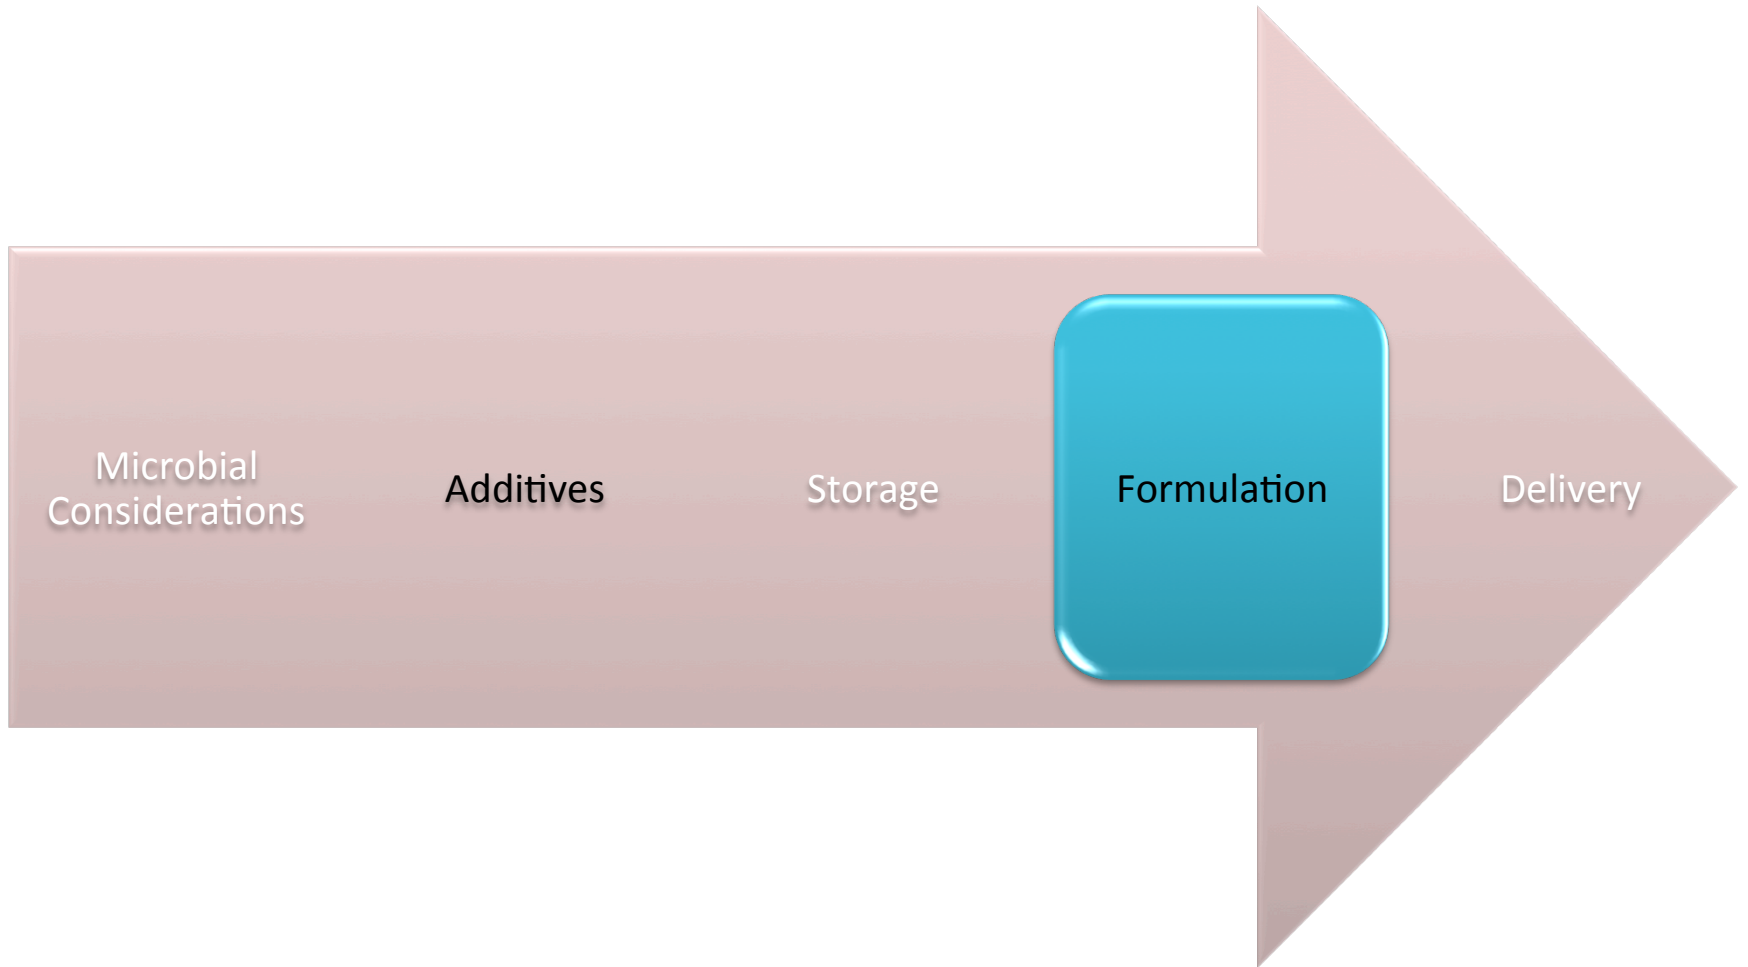 Microbial
Considerations
Additives
Storage
Formulation
Delivery